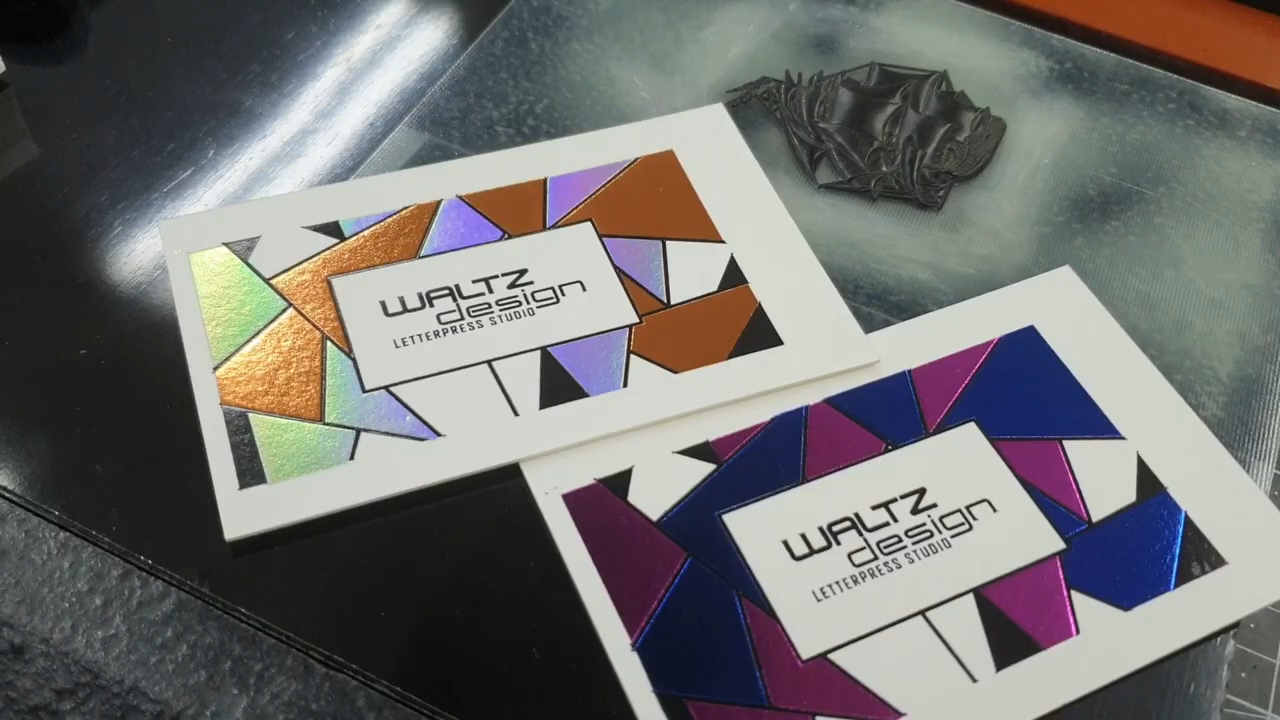 WALTZ
design
LETTERPRESS STUDIO
WALTZ
design
LETTERPRESS STUDIO